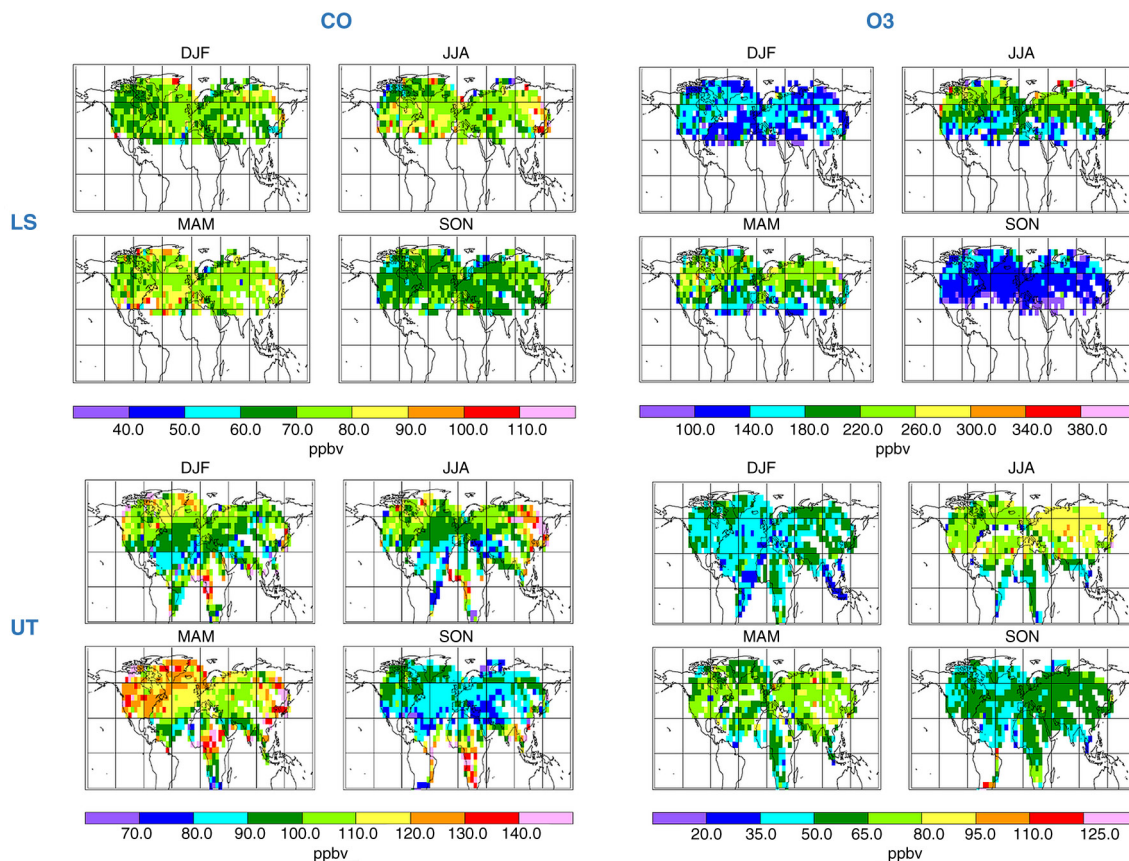 CO O3
DJF JJA DJF JJA
LS
MAM SON MAM SON
40.0 50.0 60.0 70.0 80.0 90.0 100.0 110.0
ppbv
100.0 140.0 180.0 220.0 260.0 300.0 340.0 380.0
ppbv
DJF JJA DJF JJA
UT
MAM SON MAM SON
70.0 80.0 90.0 100.0 110.0 120.0 130.0 140.0
ppbv
20.0 35.0 50.0 65.0 80.0 95.0 110.0 125.0
ppbv